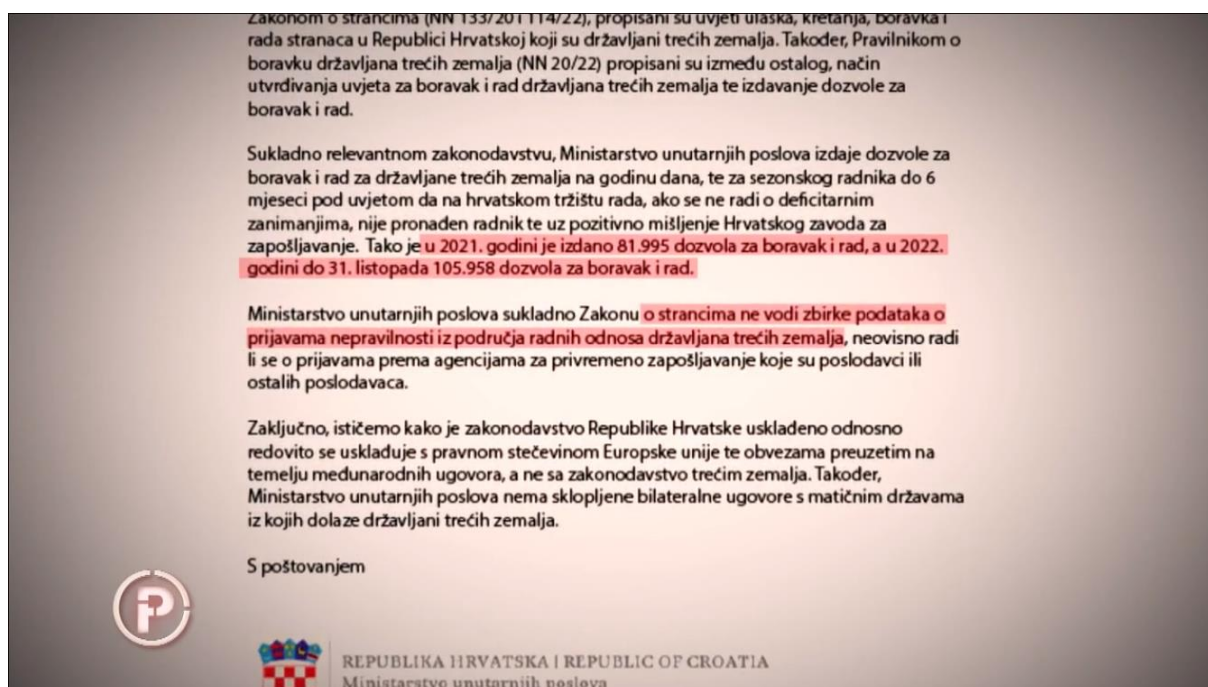 Zakonom o strancima (NN 133/20 i 114/22), propisani su uvjeti ulaska, kretanja, boravka i
rada stranaca u Republici Hrvatskoj koji su državljani trećih zemalja. Također, Pravilnikom o
boravku državljana trećih zemalja (NN 20/22) propisani su između ostalog, način
utvrđivanja uvjeta za boravak i rad državljana trećih zemalja te izdavanje dozvole za
boravak i rad.
Sukladno relevantnom zakonodavstvu, Ministarstvo unutarnjih poslova izdaje dozvole za
boravak i rad za državljane trećih zemalja na godinu dana, te za sezonskog radnika do 6
mjeseci pod uvjetom da na hrvatskom tržištu rada, ako se ne radi o deficitarnim
zanimanjima, nije pronađen radnik te uz pozitivno mišljenje Hrvatskog zavoda za
zapošljavanje. Tako je u 2021. godini je izdano 81.995 dozvola za boravak i rad, a u 2022.
godini do 31. listopada 105.958 dozvola za boravak i rad.
Ministarstvo unutarnjih poslova sukladno Zakonu o strancima ne vodi zbirke podataka o
prijavama nepravilnosti iz područja radnih odnosa državljana trećih zemalja, neovisno radi
li se o prijavama prema agencijama za privremeno zapošljavanje koje su poslodavci ili
ostalih poslodavaca.
Zaključno, ističemo kako je zakonodavstvo Republike Hrvatske usklađeno odnosno
redovito se usklađuje s pravnom stečevinom Europske unije te obvezama preuzetim na
temelju međunarodnih ugovora, a ne sa zakonodavstvo trećim zemalja. Također,
Ministarstvo unutarnjih poslova nema sklopljene bilateralne ugovore s matičnim državama
iz kojih dolaze državljani trećih zemalja.
S poštovanjem
P
REPUBLIKA HRVATSKA | REPUBLIC OF CROATIA
Ministarstvo unutarnjih poslova